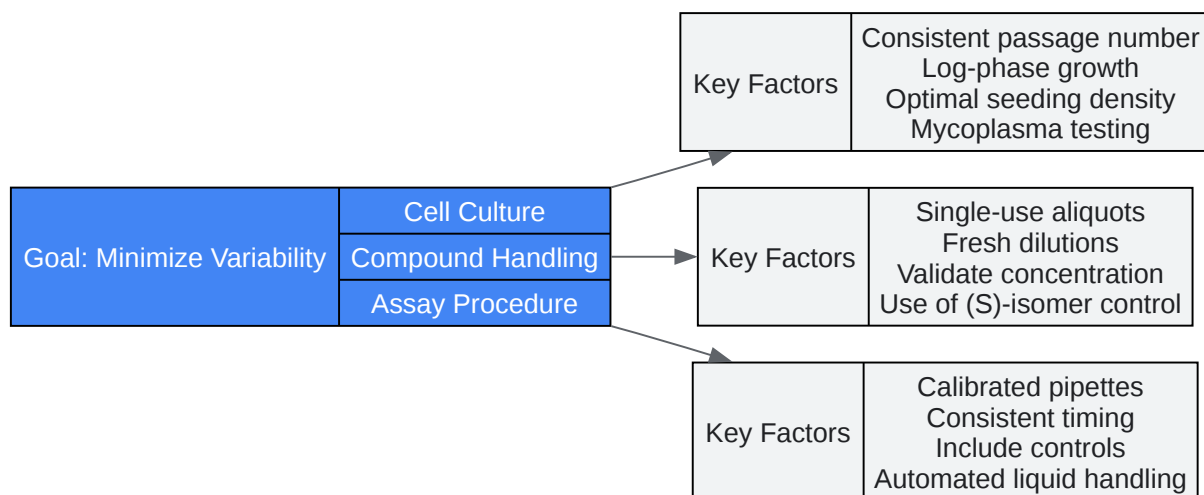 Goal: Minimize Variability
Cell Culture
Compound Handling
Assay Procedure
Key Factors
Consistent passage number
Log-phase growth
Optimal seeding density
Mycoplasma testing
Key Factors
Single-use aliquots
Fresh dilutions
Validate concentration
Use of (S)-isomer control
Key Factors
Calibrated pipettes
Consistent timing
Include controls
Automated liquid handling